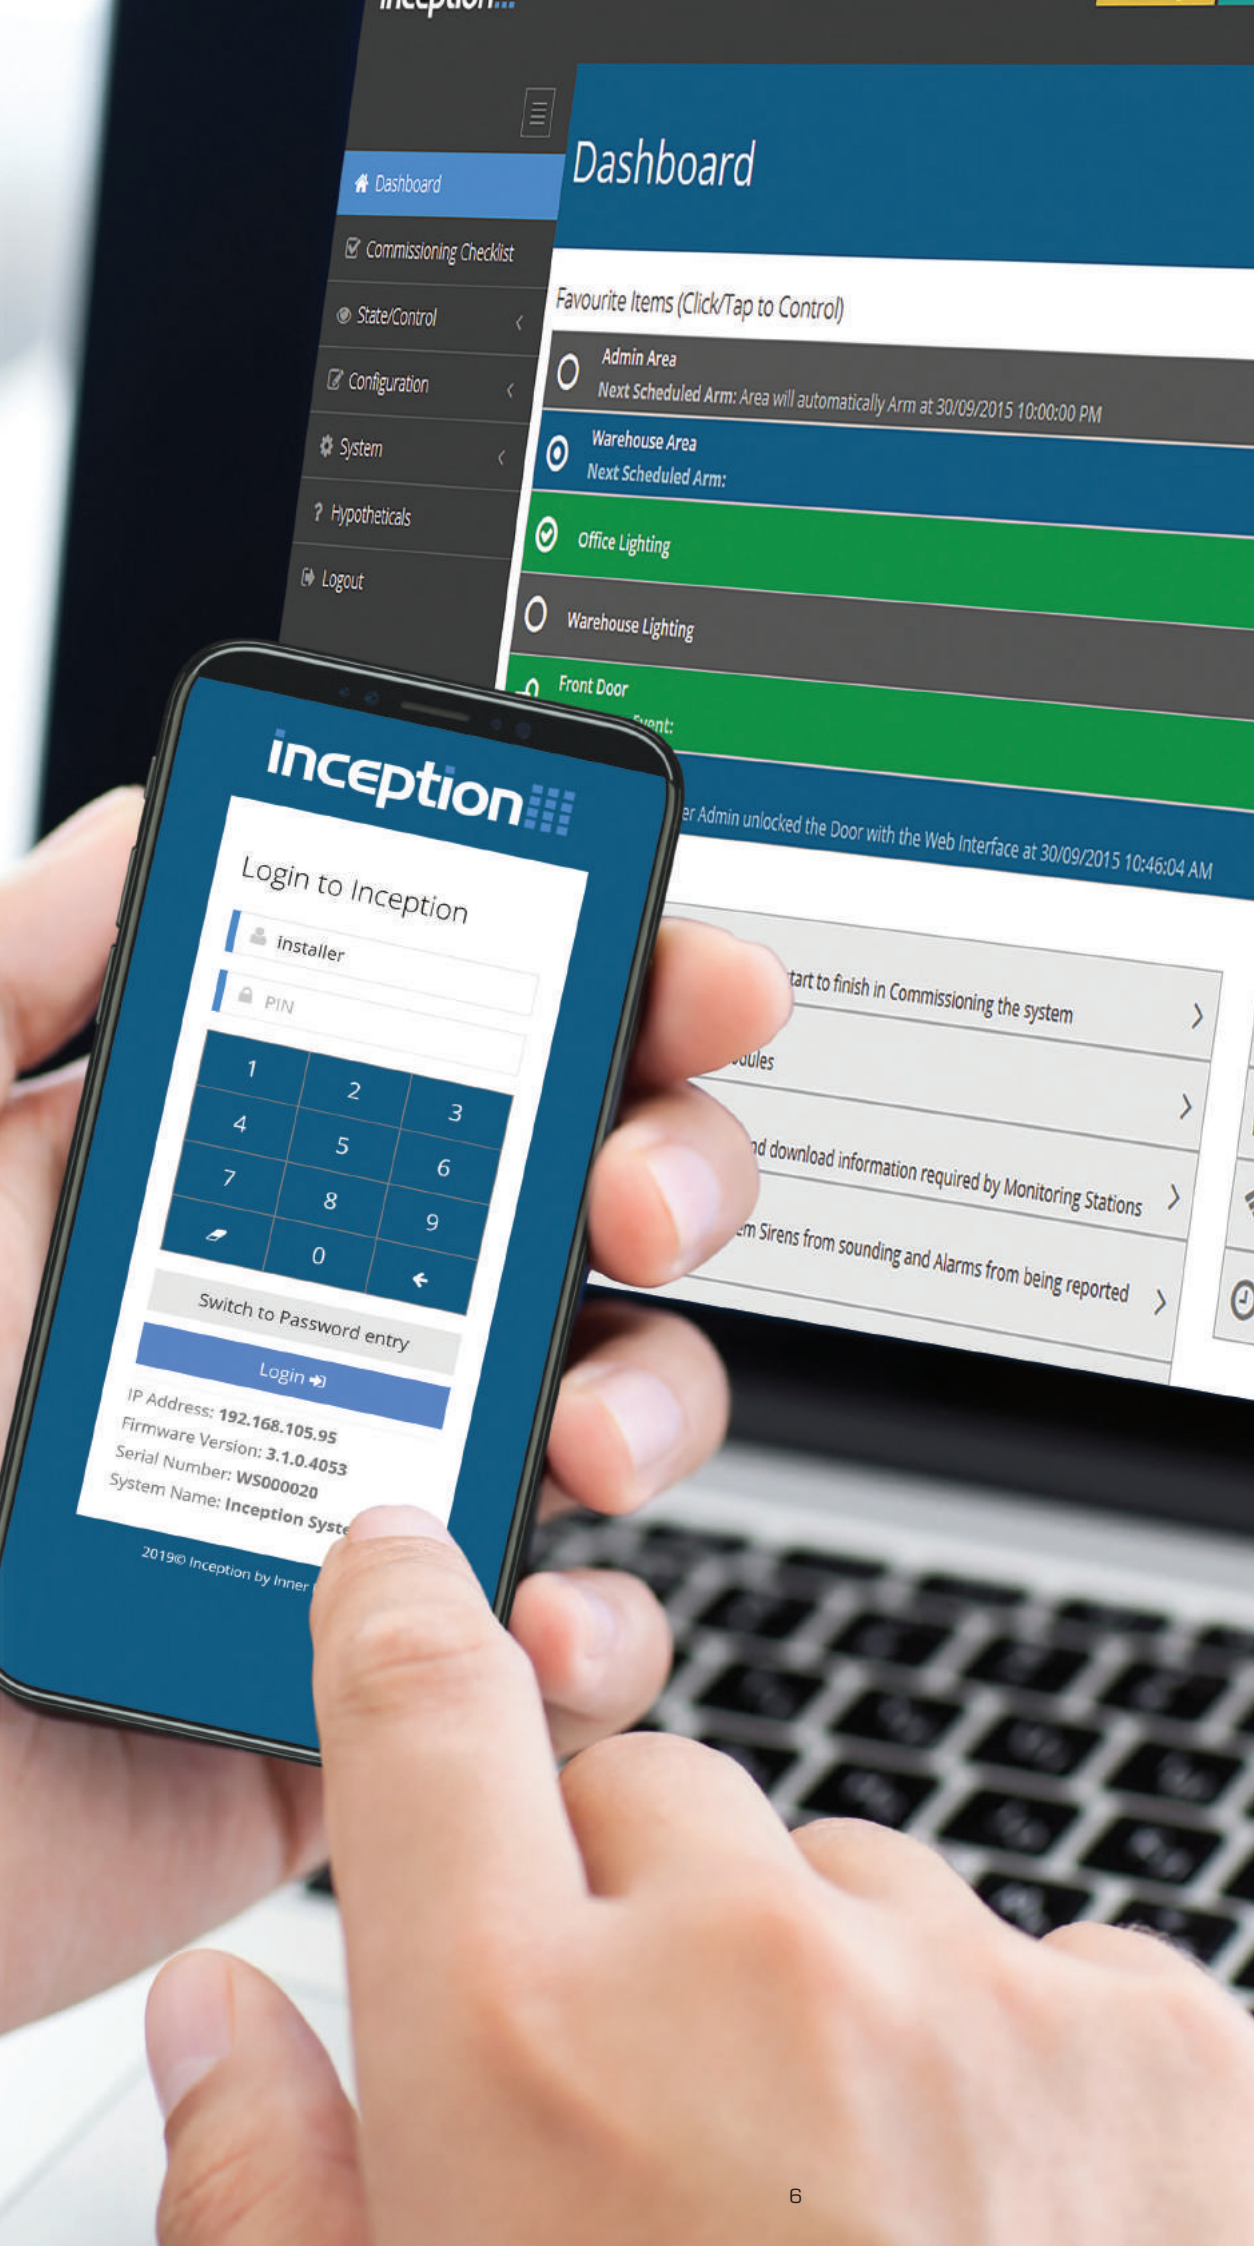 inception
Dashboard
Commissioning Checklist
State/Control
Configuration
System
? Hypotheticals
Logout
Dashboard
Favourite Items (Click/Tap to Control)
Admin Area
Next Scheduled Arm: Area will automatically Arm at 30/09/2015 10:00:00 PM
Warehouse Area
Next Scheduled Arm:
Office Lighting
Warehouse Lighting
Front Door
Event:
Admin unlocked the Door with the Web Interface at 30/09/2015 10:46:04 AM
to finish in Commissioning the system
download information required by Monitoring Stations
Sirens from sounding and Alarms from being reported
inception
Login to Inception
installer
PIN
1 2 3
4 5 6
7 8 9
0
Switch to Password entry
Login
IP Address: 192.168.105.95
Firmware Version: 3.1.0.4053
Serial Number: WS000020
System Name: Inception
2019© Inception by Inner
6